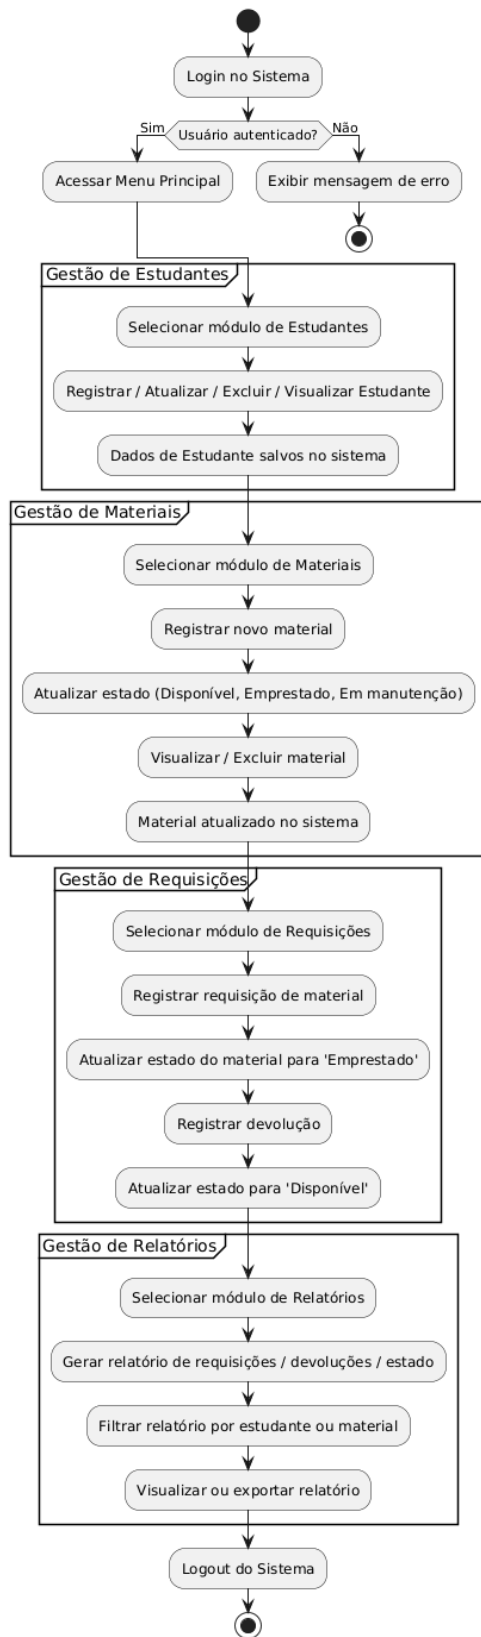 Login no Sistema
Sim
Usuário autenticado?
Não
Acessar Menu Principal
Exibir mensagem de erro
Gestão de Estudantes
Selecionar módulo de Estudantes
Registrar / Atualizar / Excluir / Visualizar Estudante
Dados de Estudante salvos no sistema
Gestão de Materiais
Selecionar módulo de Materiais
Registrar novo material
Atualizar estado (Disponível, Emprestado, Em manutenção)
Visualizar / Excluir material
Material atualizado no sistema
Gestão de Requisições
Selecionar módulo de Requisições
Registrar requisição de material
Atualizar estado do material para 'Emprestado'
Registrar devolução
Atualizar estado para 'Disponível'
Gestão de Relatórios
Selecionar módulo de Relatórios
Gerar relatório de requisições / devoluções / estado
Filtrar relatório por estudante ou material
Visualizar ou exportar relatório
Logout do Sistema